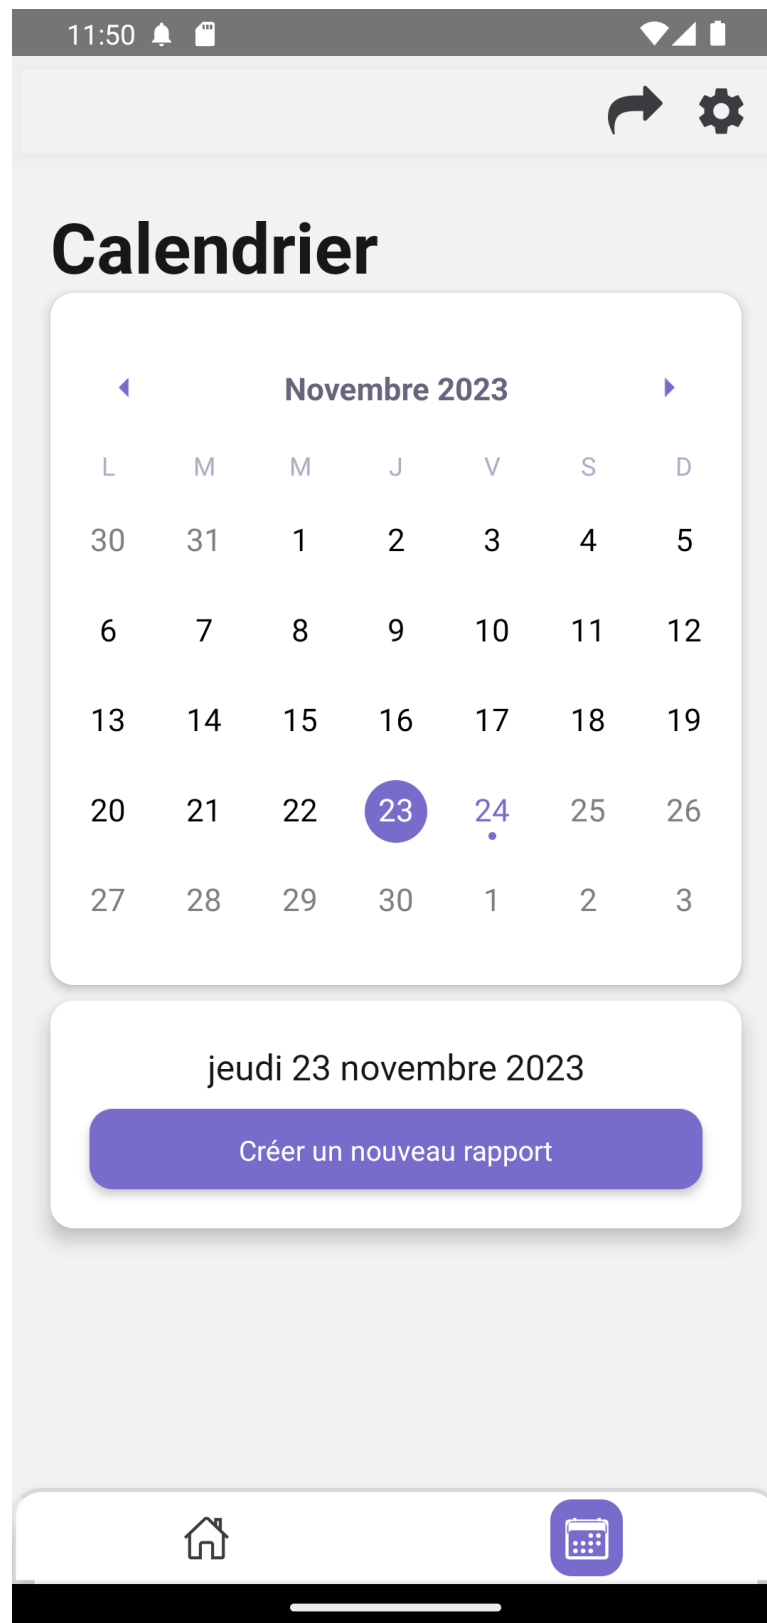 11:50
Calendrier
Novembre 2023
L M M J V S D
30 31 1 2 3 4 5
6 7 8 9 10 11 12
13 14 15 16 17 18 19
20 21 22 23 24 25 26
27 28 29 30 1 2 3
jeudi 23 novembre 2023
Créer un nouveau rapport